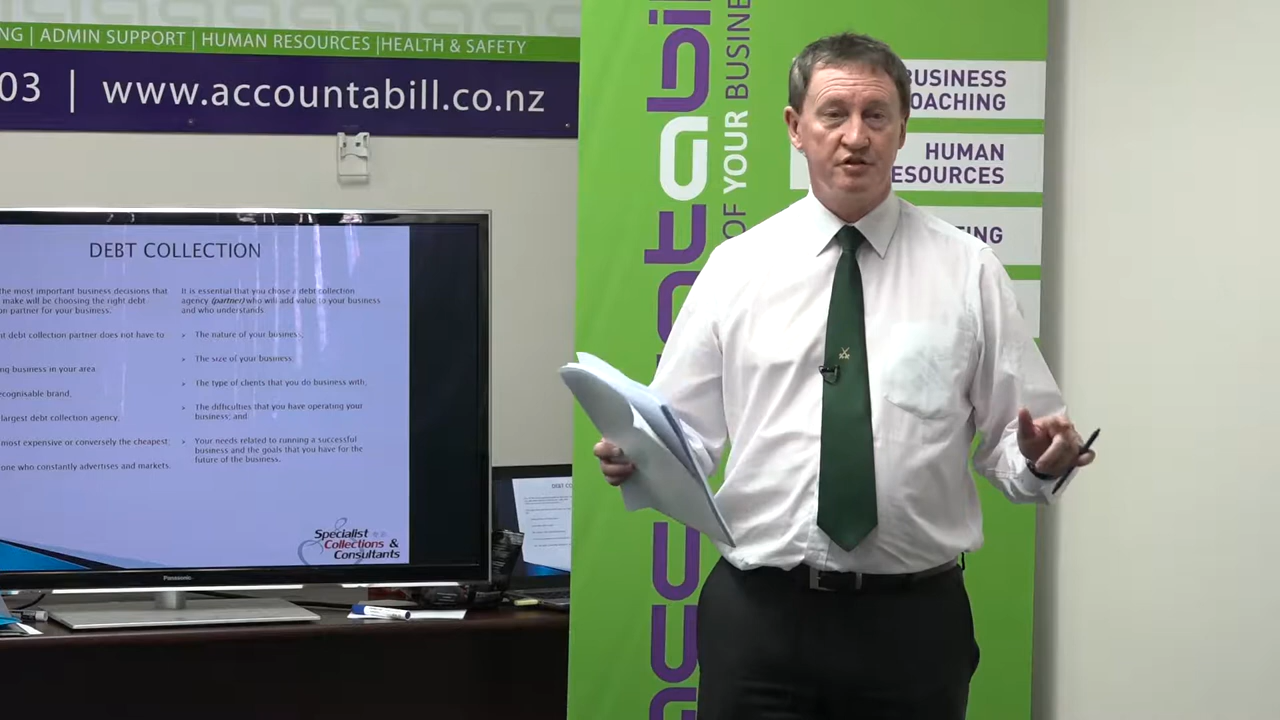 NG | ADMIN SUPPORT | HUMAN RESOURCES |HEALTH & SAFETY
03 | www.accountabill.co.nz
DEBT COLLECTION
the most important business decisions that
make will be choosing the right debt
on partner for your business.
nt debt collection partner does not have to
ng business in your area
recognisable brand,
largest debt collection agency,
most expensive or conversely the cheapest;
one who constantly advertises and markets.
It is essential that you chose a debt collection
agency (partner) who will add value to your business
and who understands
The nature of your business;
The size of your business
The type of clients that you do business with,
The difficulties that you have operating your
business; and
Your needs related to running a successful
business and the goals that you have for the
future of the business.
Specialist
Collections &
Consultants
Panasonic
OF YOUR BUSINE
BUSINESS
OACHING
HUMAN
ESOURCES
TING